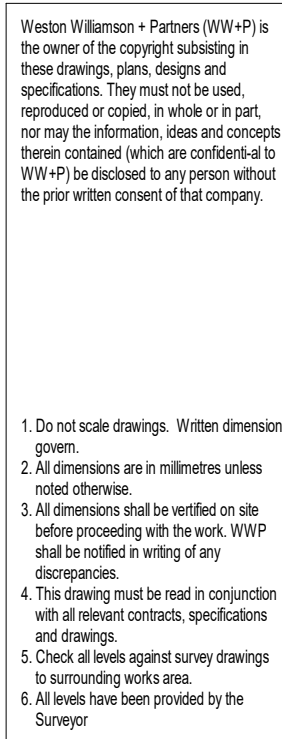 Weston Williamson + Partners (WW+P) is
the owner of the copyright subsisting in
these drawings, plans, designs and
specifications. They must not be used,
reproduced or copied, in whole or in part,
nor may the information, ideas and concepts
therein contained (which are confidenti-al to
WW+P) be disclosed to any person without
the prior written consent of that company.
1. Do not scale drawings. Written dimension
govern.
2. All dimensions are in millimetres unless
noted otherwise.
3. All dimensions shall be vertified on site
before proceeding with the work. WWP
shall be notified in writing of any
discrepancies.
4. This drawing must be read in conjunction
with all relevant contracts, specifications
and drawings.
5. Check all levels against survey drawings
to surrounding works area.
6. All levels have been provided by the
Surveyor